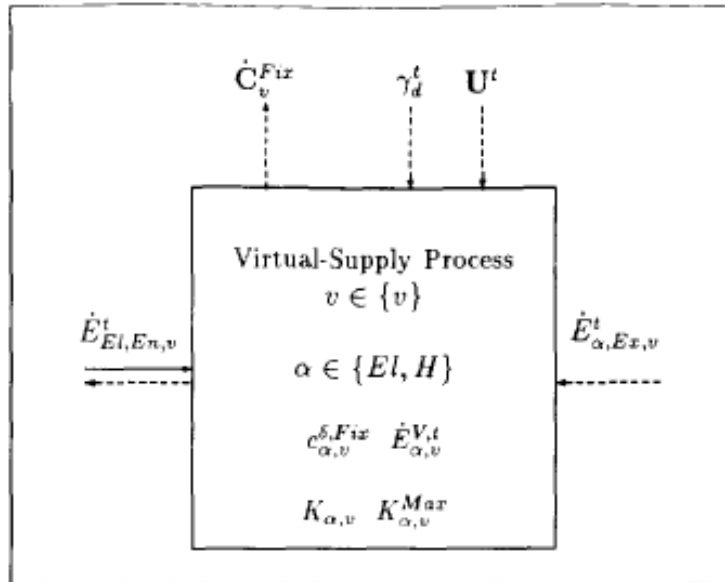 Ċ_v^{Fix} γ_d^t U^t
Virtual-Supply Process
v ∈ {v}
Ė^t_{El,En,v} Ė^t_{α,Ex,v}
α ∈ {El, H}
c^{δ,Fix}_{α,v} Ė^{V,t}_{α,v}
K_{α,v} K^{Max}_{α,v}